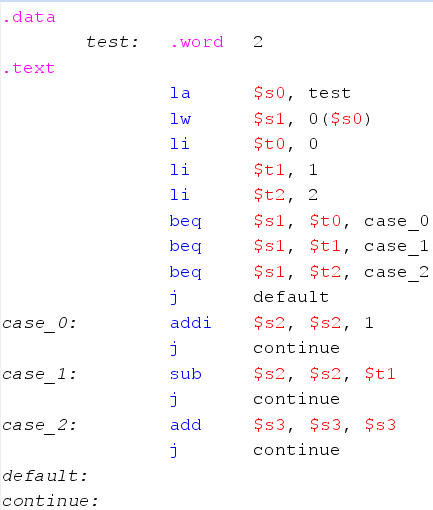 .data
test: .word 2
.text
la $s0, test
lw $s1, 0($s0)
li $t0, 0
li $t1, 1
li $t2, 2
beq $s1, $t0, case_0
beq $s1, $t1, case_1
beq $s1, $t2, case_2
j default
case_0: addi $s2, $s2, 1
j continue
case_1: sub $s2, $s2, $t1
j continue
case_2: add $s3, $s3, $s3
j continue
default:
continue: